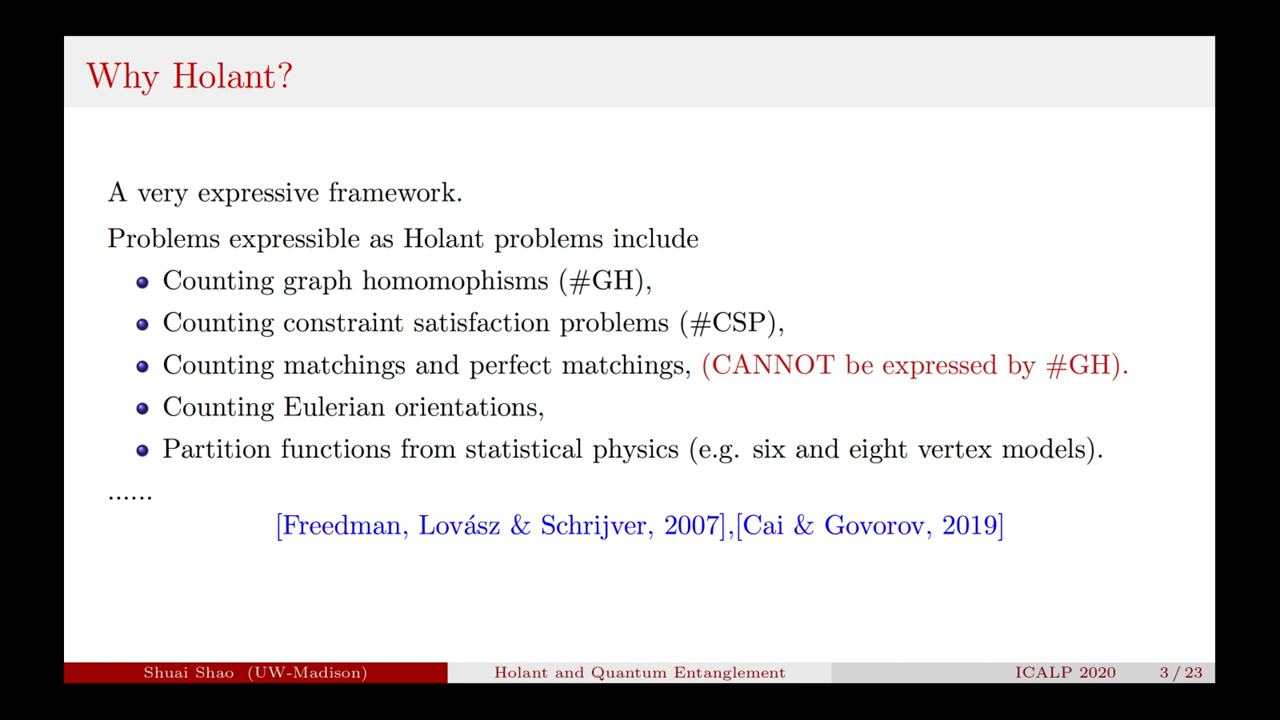 Why Holant?
A very expressive framework.
Problems expressible as Holant problems include
Counting graph homomophisms (#GH),
Counting constraint satisfaction problems (#CSP),
Counting matchings and perfect matchings, (CANNOT be expressed by #GH).
Counting Eulerian orientations,
Partition functions from statistical physics (e.g. six and eight vertex models).
......
[Freedman, Lovász & Schrijver, 2007],[Cai & Govorov, 2019]
Shuai Shao (UW-Madison) Holant and Quantum Entanglement ICALP 2020 3 / 23